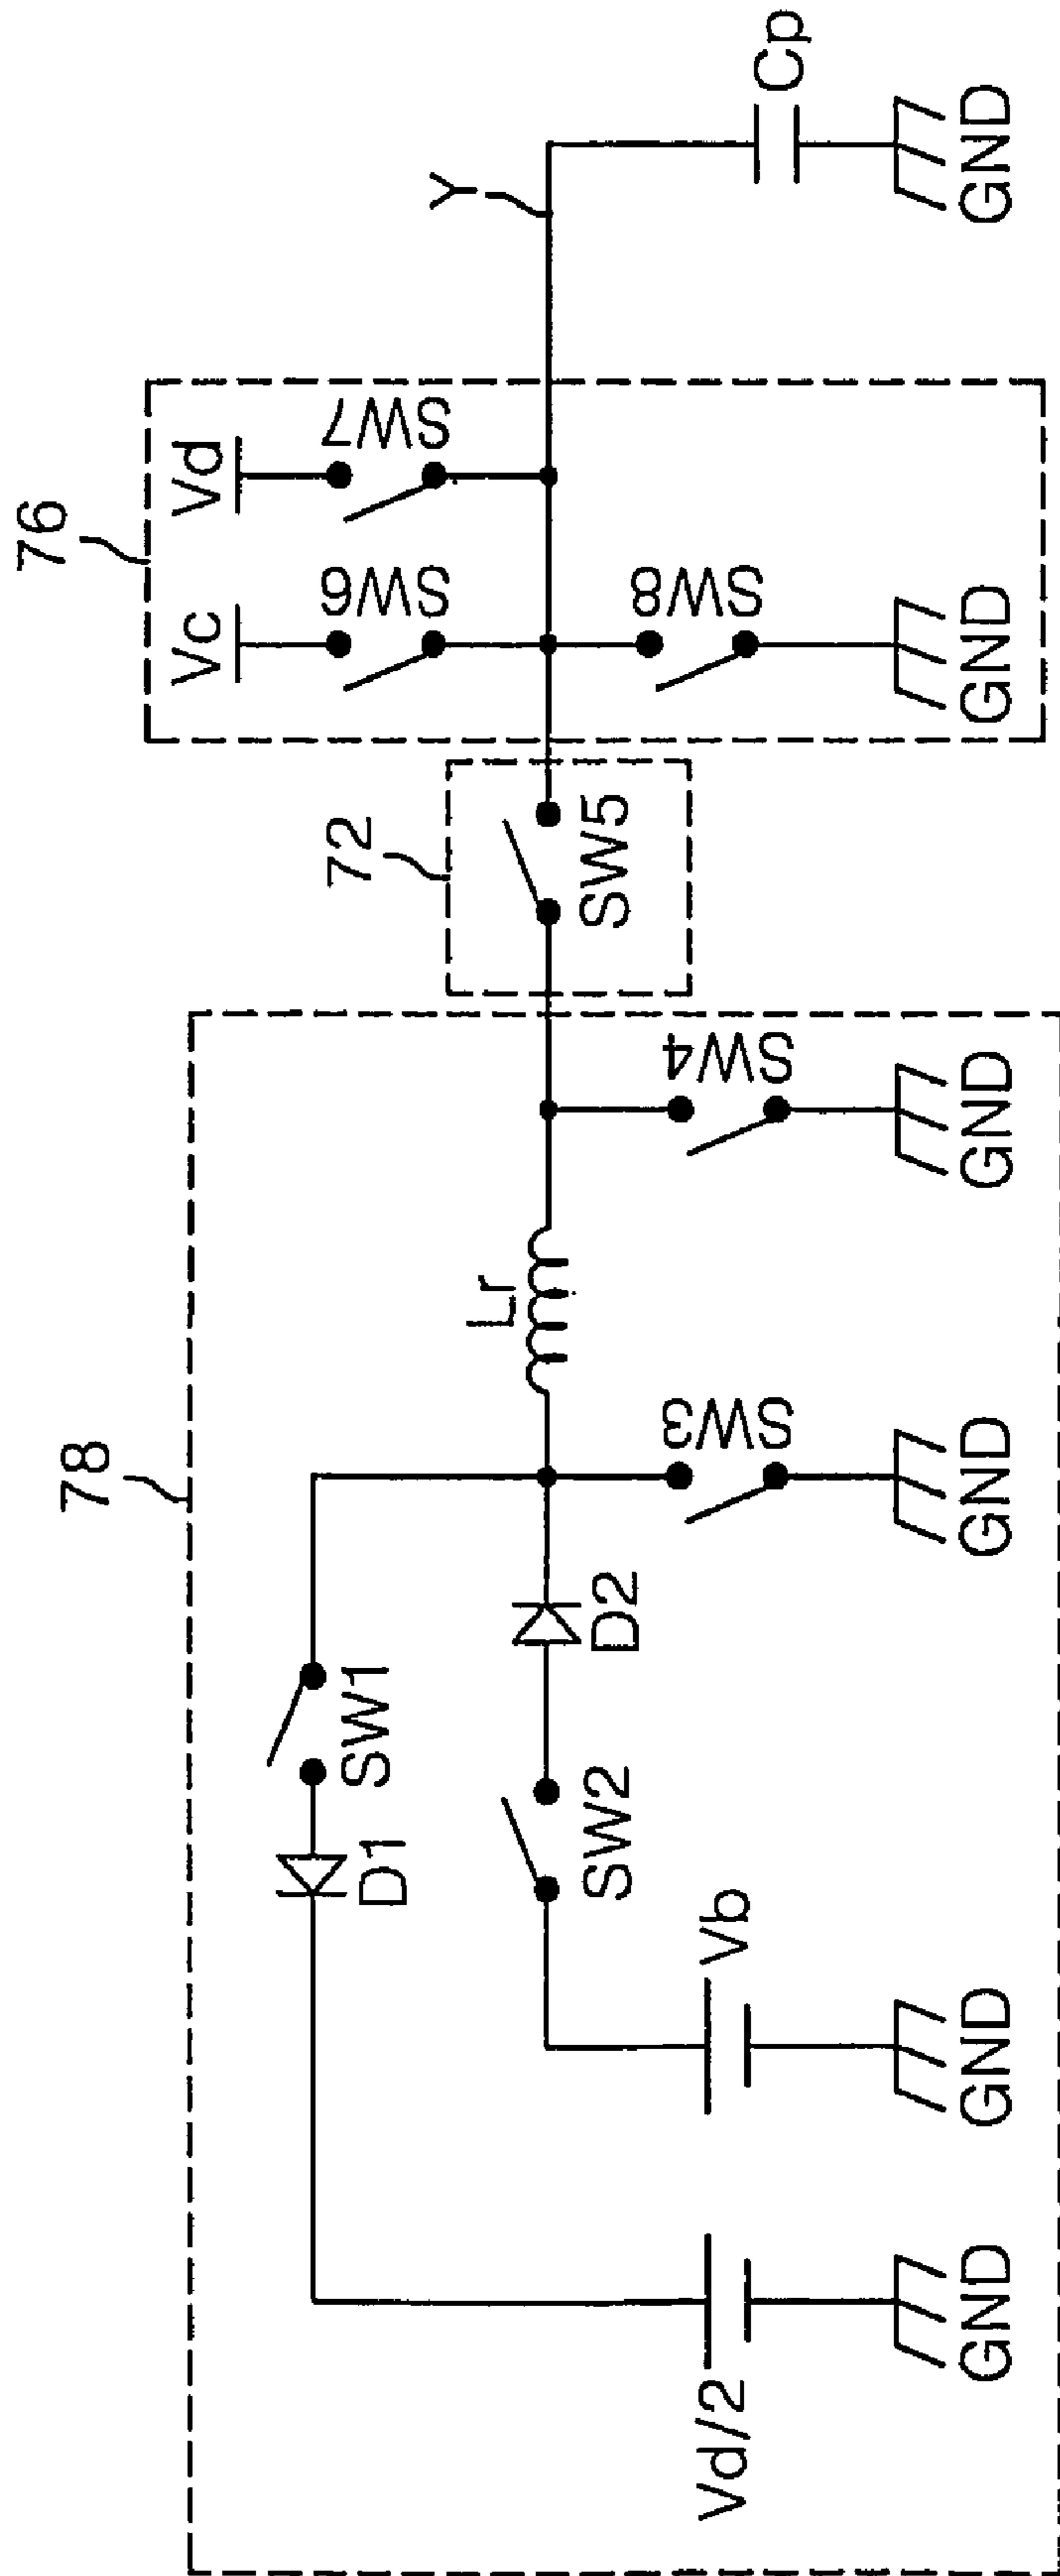 78
72
76
Vc
Vd
Y
SW6
SW7
SW8
SW5
Cp
Lr
D1
SW1
SW2
D2
SW3
SW4
Vd/2
Vb
GND
GND
GND
GND
GND
GND